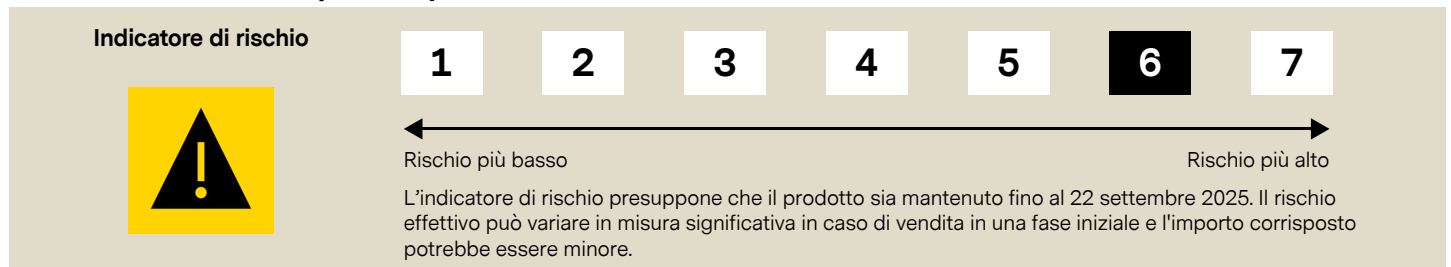 Indicatore di rischio
1 2 3 4 5 6 7
Rischio più basso Rischio più alto
L’indicatore di rischio presuppone che il prodotto sia mantenuto fino al 22 settembre 2025. Il rischio
effettivo può variare in misura significativa in caso di vendita in una fase iniziale e l'importo corrisposto
potrebbe essere minore.